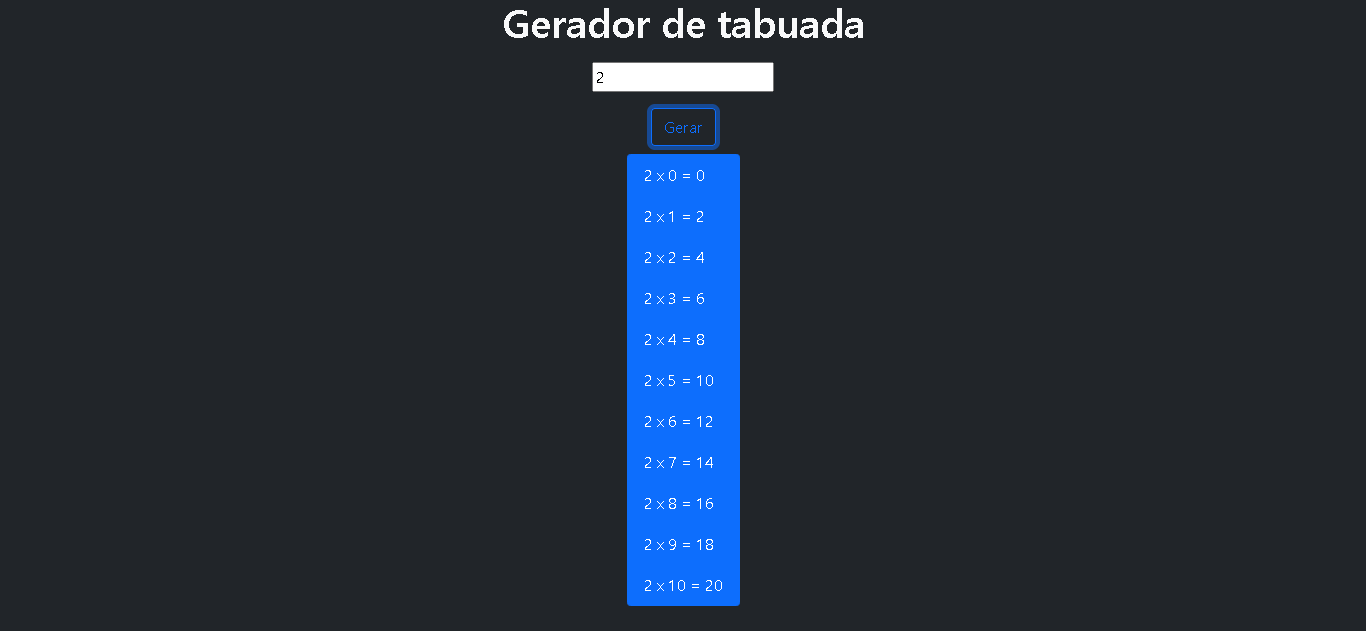 Gerador de tabuada
2
Gerar
2 x 0 = 0
2 x 1 = 2
2 x 2 = 4
2 x 3 = 6
2 x 4 = 8
2 x 5 = 10
2 x 6 = 12
2 x 7 = 14
2 x 8 = 16
2 x 9 = 18
2 x 10 = 20